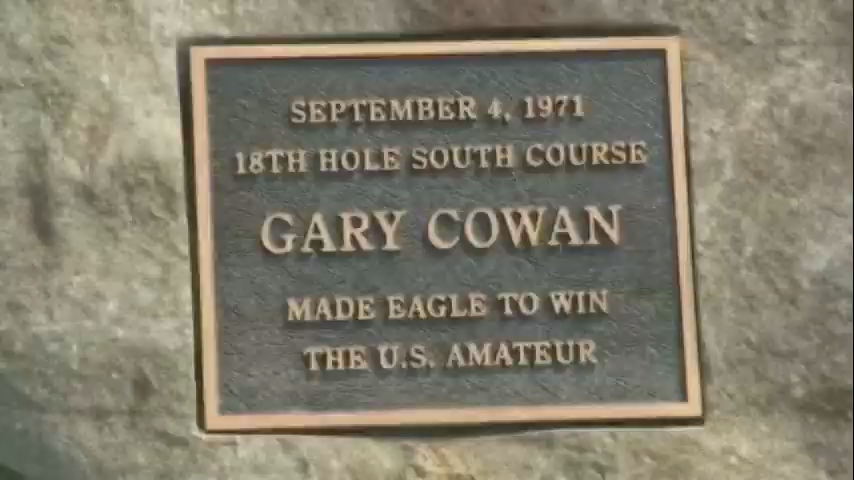 SEPTEMBER 4, 1971
18TH HOLE SOUTH COURSE
GARY COWAN
MADE EAGLE TO WIN
THE U.S. AMATEUR